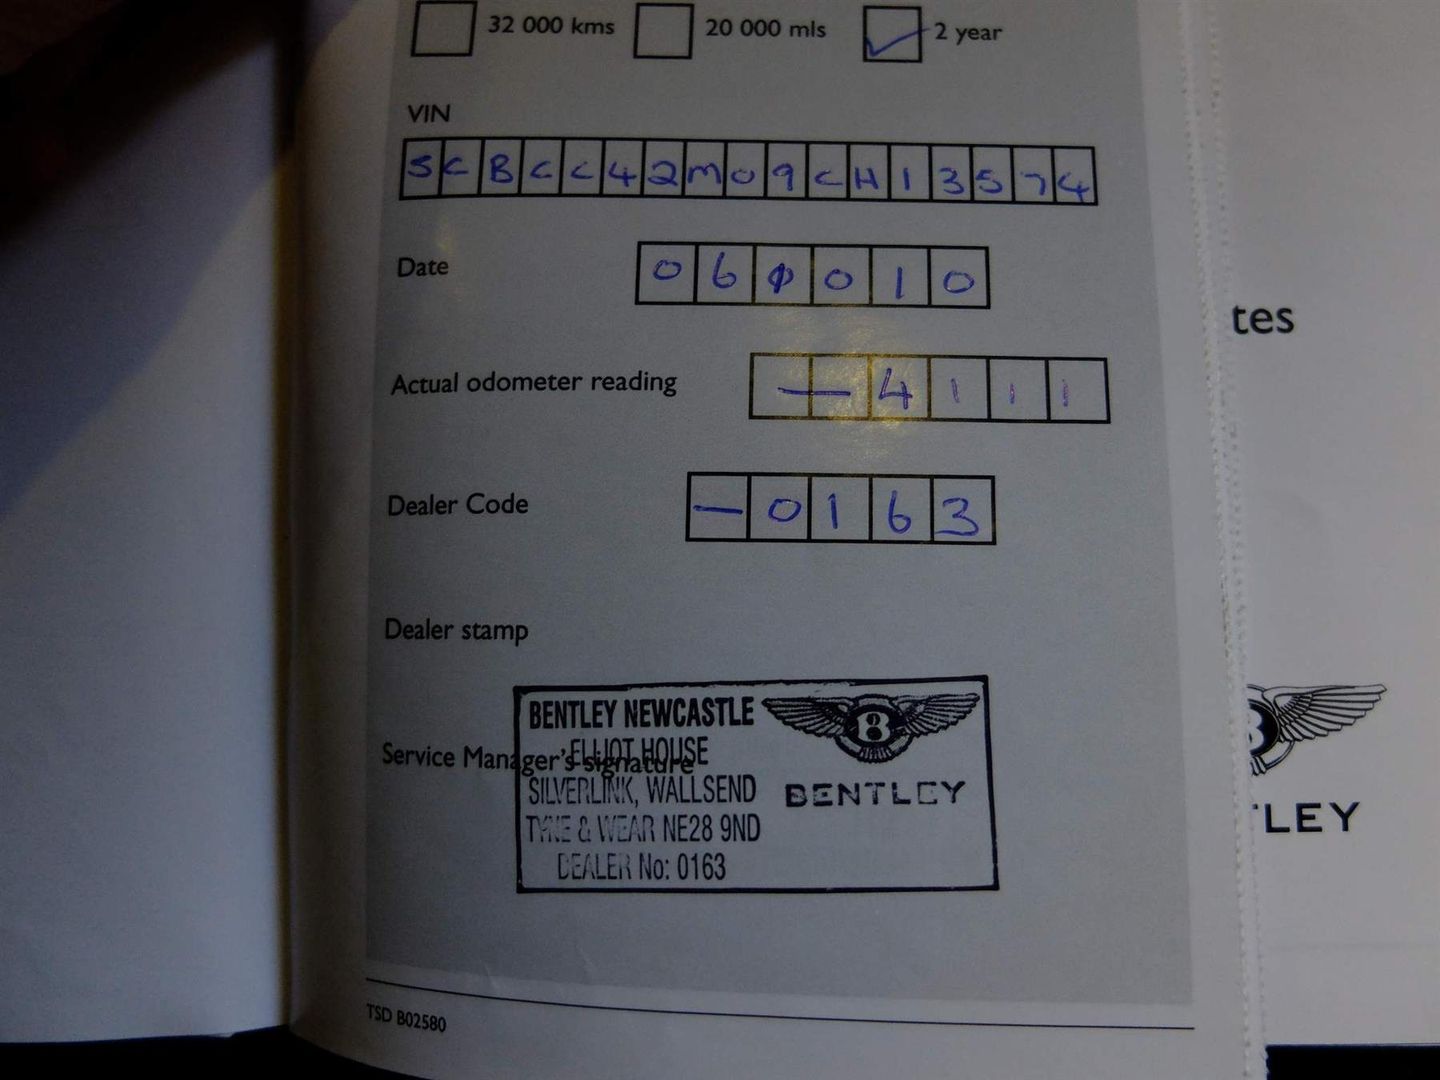 32 000 kms 20 000 mls 2 year
VIN
SCBCC42M09CH13574
Date 06 0010
tes
Actual odometer reading — 4111
Dealer Code — 0163
Dealer stamp
BENTLEY NEWCASTLE
Service Manager's signature
ELLIOT HOUSE
SILVERLINK, WALLSEND
BENTLEY
TYNE & WEAR NE28 9ND
DEALER No: 0163
B
TLEY
TSD B02580